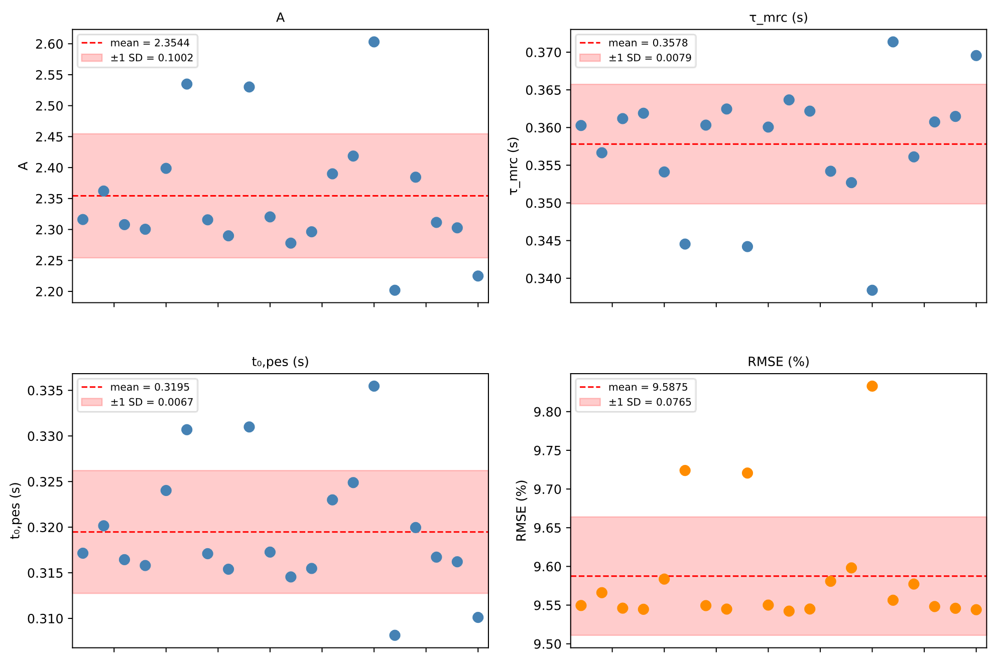 A
mean = 2.3544
±1 SD = 0.1002
2.60
2.55
2.50
2.45
2.40
2.35
2.30
2.25
2.20
A
τ_mrc (s)
mean = 0.3578
±1 SD = 0.0079
0.370
0.365
0.360
0.355
0.350
0.345
0.340
τ_mrc (s)
t₀,pes (s)
mean = 0.3195
±1 SD = 0.0067
0.335
0.330
0.325
0.320
0.315
0.310
t₀,pes (s)
RMSE (%)
mean = 9.5875
±1 SD = 0.0765
9.80
9.75
9.70
9.65
9.60
9.55
9.50
RMSE (%)